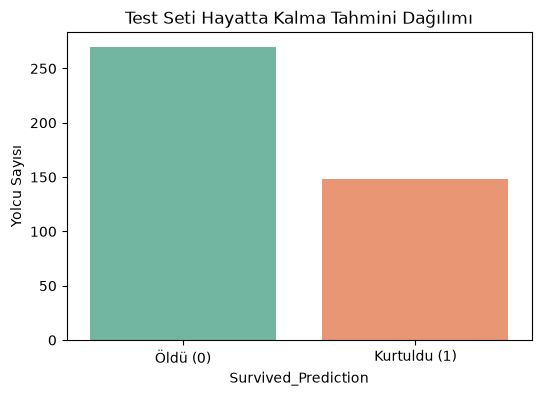 Test Seti Hayatta Kalma Tahmini Dağılımı
Yolcu Sayısı
250
200
150
100
50
0
Öldü (0)
Kurtuldu (1)
Survived_Prediction